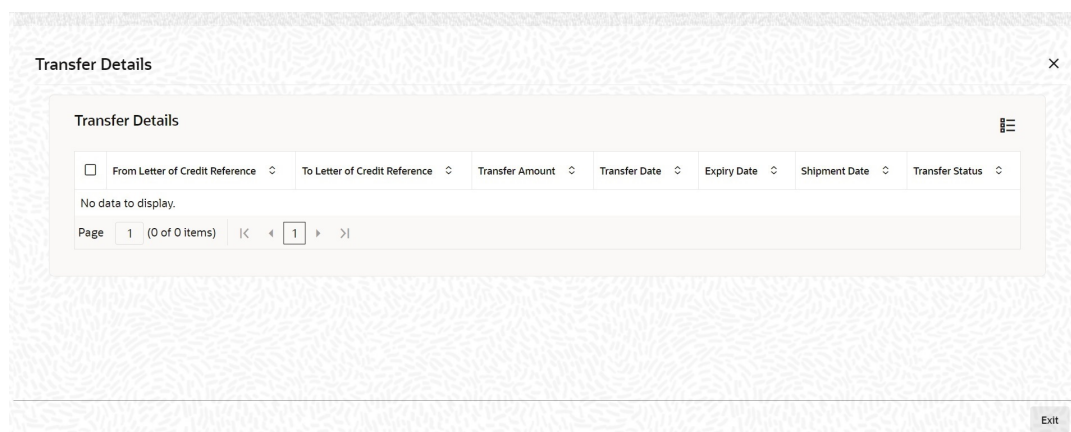 Transfer Details
Transfer Details
From Letter of Credit Reference To Letter of Credit Reference Transfer Amount Transfer Date Expiry Date Shipment Date Transfer Status
No data to display.
Page 1 (0 of 0 items) 1
Exit